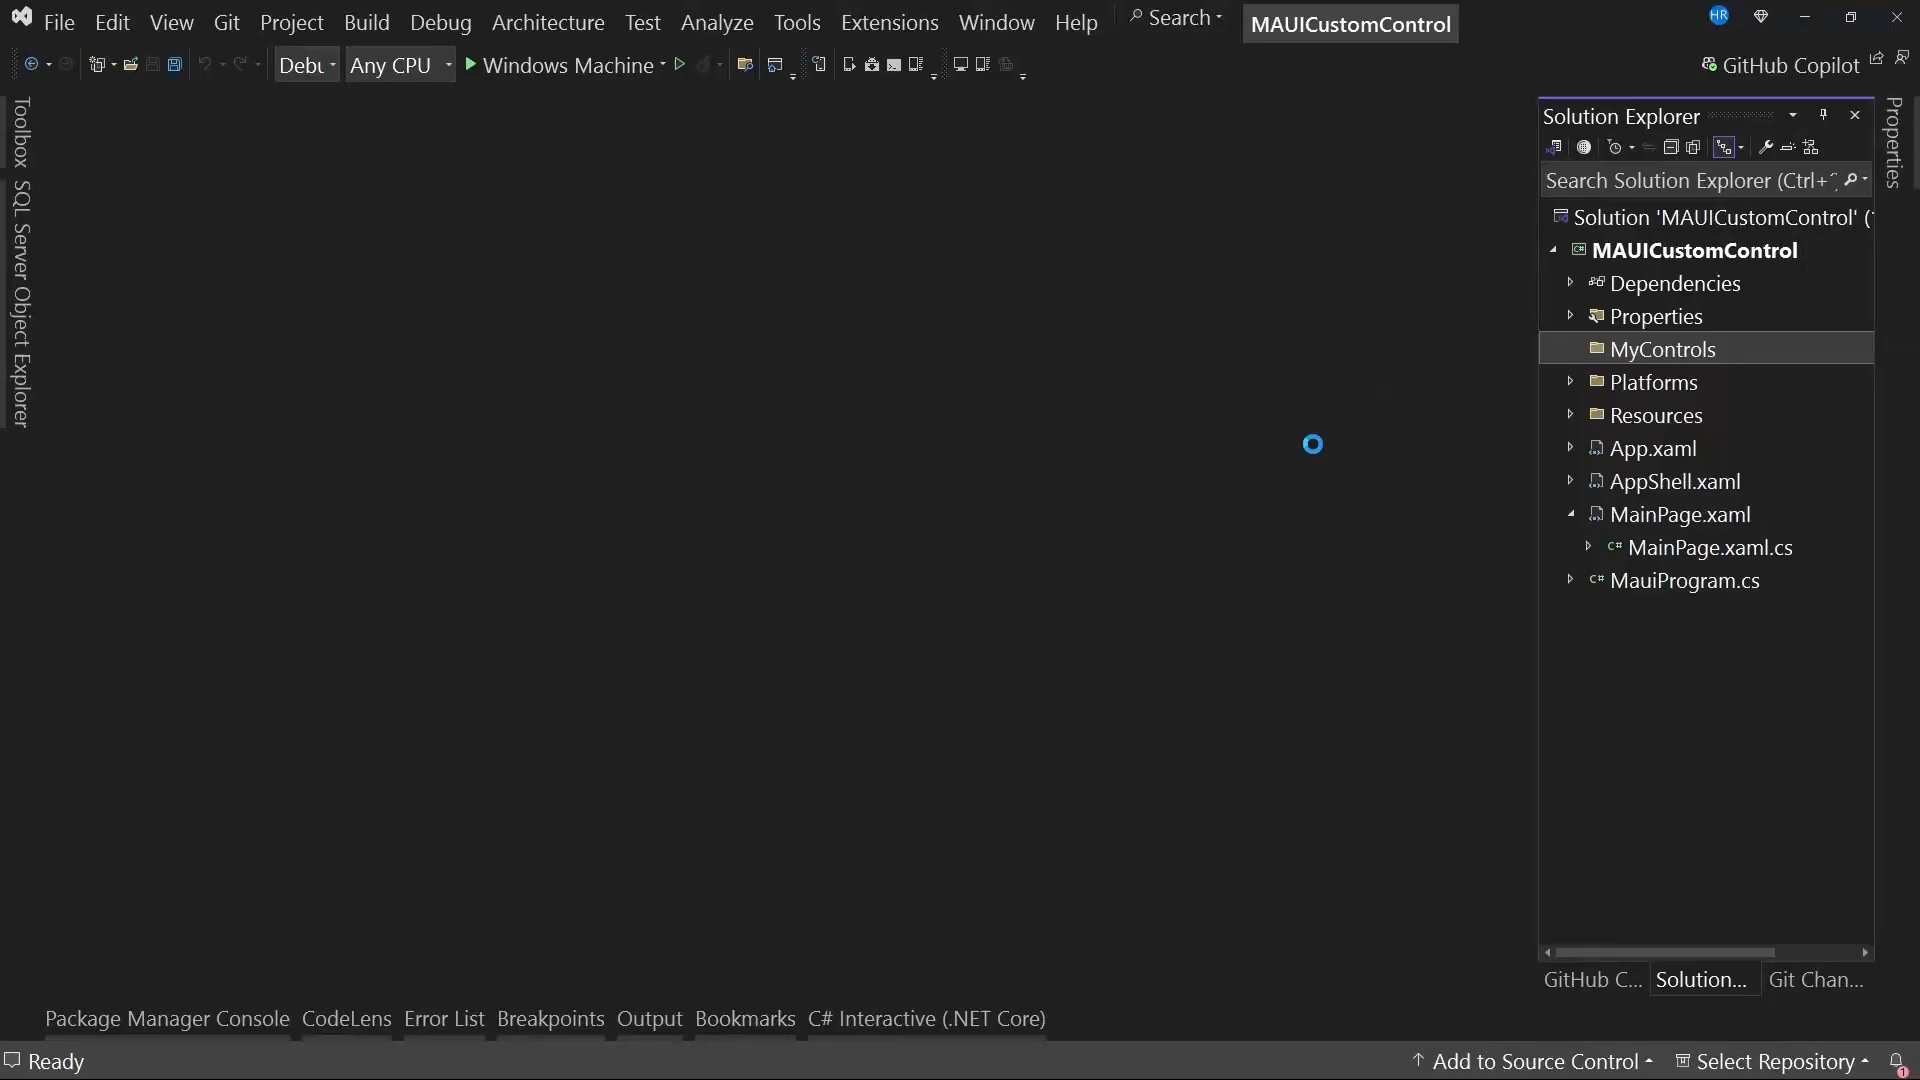 File Edit View Git Project Build Debug Architecture Test Analyze Tools Extensions Window Help Search MAUICustomControl HR
Debu Any CPU Windows Machine GitHub Copilot
Toolbox
SQL Server Object Explorer
Solution Explorer
Search Solution Explorer (Ctrl+
Solution 'MAUICustomControl' (
MAUICustomControl
Dependencies
Properties
MyControls
Platforms
Resources
App.xaml
AppShell.xaml
MainPage.xaml
C# MainPage.xaml.cs
C# MauiProgram.cs
GitHub C... Solution... Git Chan...
Properties
Package Manager Console CodeLens Error List Breakpoints Output Bookmarks C# Interactive (.NET Core)
Ready Add to Source Control Select Repository 1